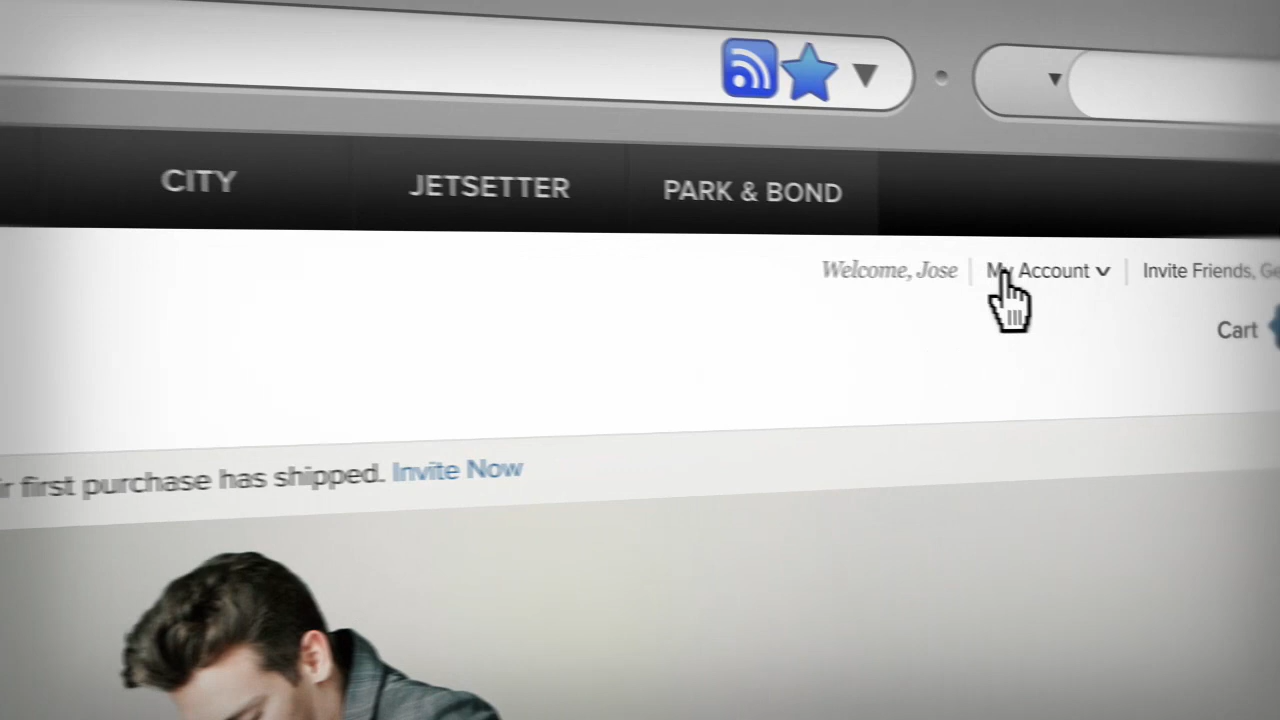 CITY JETSETTER PARK & BOND
Welcome, Jose My Account Invite Friends,
Cart
first purchase has shipped. Invite Now